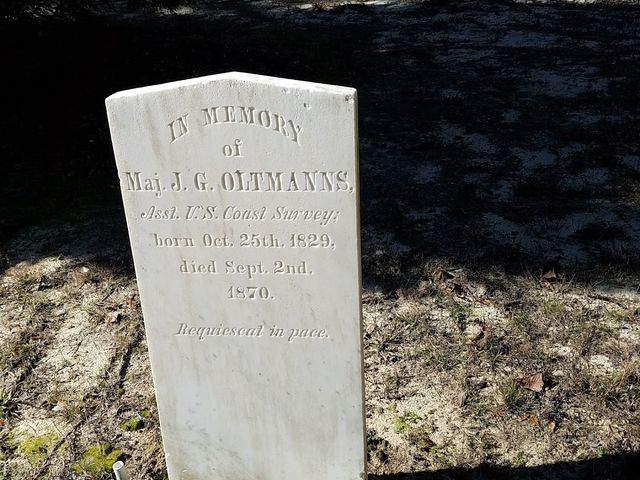 IN MEMORY
of
Maj. J. G. OLTMANNS,
Asst. U.S. Coast Survey;
born Oct. 25th. 1829,
died Sept. 2nd.
1870.
Requiescat in pace.